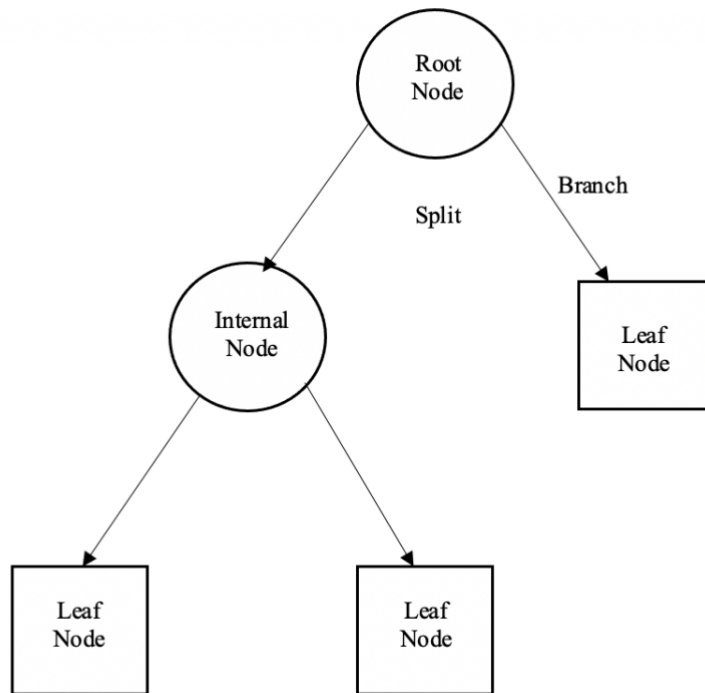 Root
Node
Branch
Split
Internal
Node
Leaf
Node
Leaf
Node
Leaf
Node